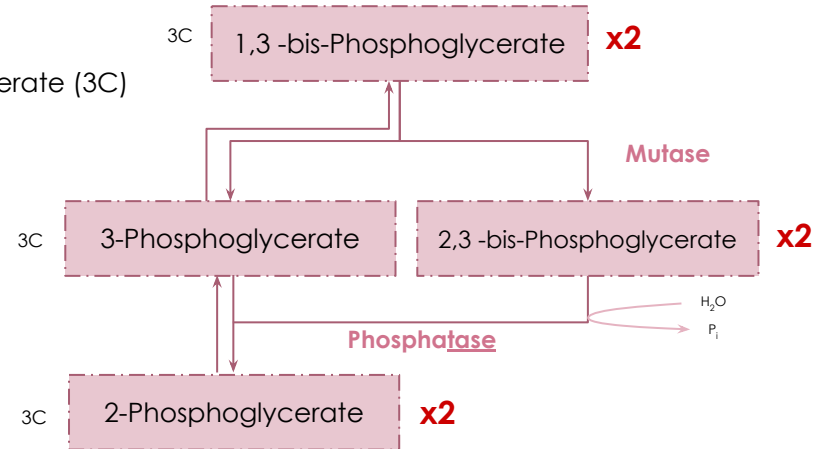 3C 1,3 -bis-Phosphoglycerate x2
erate (3C)
Mutase
3C 3-Phosphoglycerate 2,3 -bis-Phosphoglycerate x2
H₂O
Phosphatase Pᵢ
3C 2-Phosphoglycerate x2